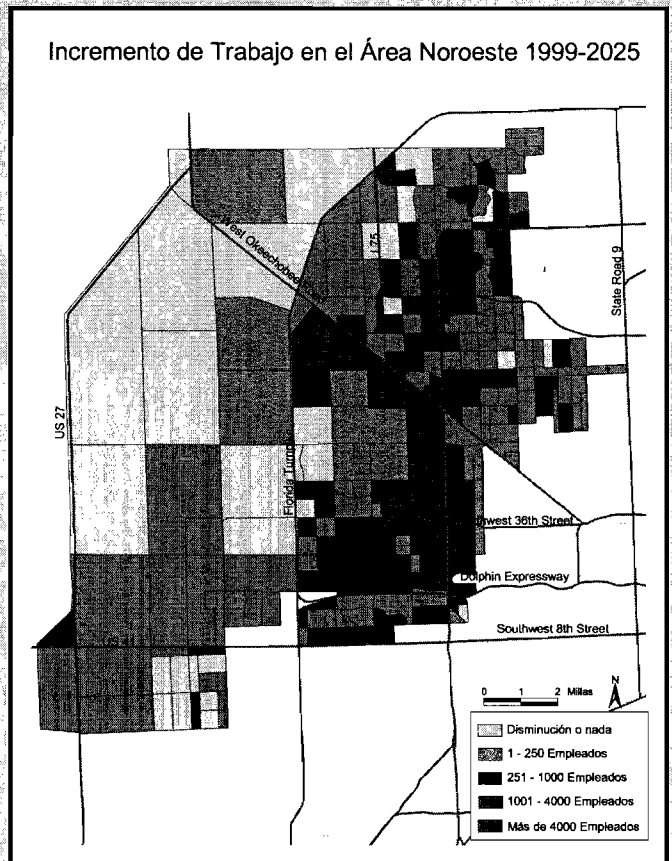 Incremento de Trabajo en el Área Noroeste 1999-2025
West Okeechobee
I-75
State Road 9
US 27
Florida
36th Street
Dolphin Expressway
Southwest 8th Street
N
0 1 2 Millas
Disminución o nada
1 - 250 Empleados
251 - 1000 Empleados
1001 - 4000 Empleados
Más de 4000 Empleados